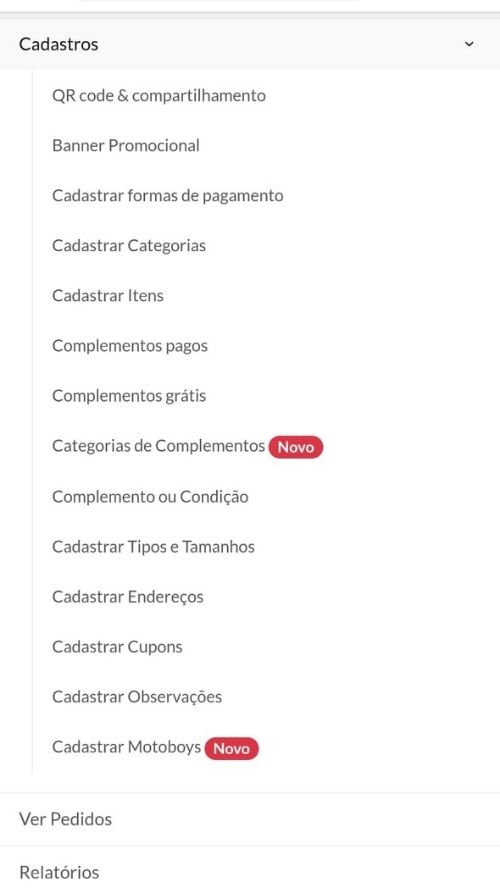 Cadastros
QR code & compartilhamento
Banner Promocional
Cadastrar formas de pagamento
Cadastrar Categorias
Cadastrar Itens
Complementos pagos
Complementos grátis
Categorias de Complementos Novo
Complemento ou Condição
Cadastrar Tipos e Tamanhos
Cadastrar Endereços
Cadastrar Cupons
Cadastrar Observações
Cadastrar Motoboys Novo
Ver Pedidos
Relatórios